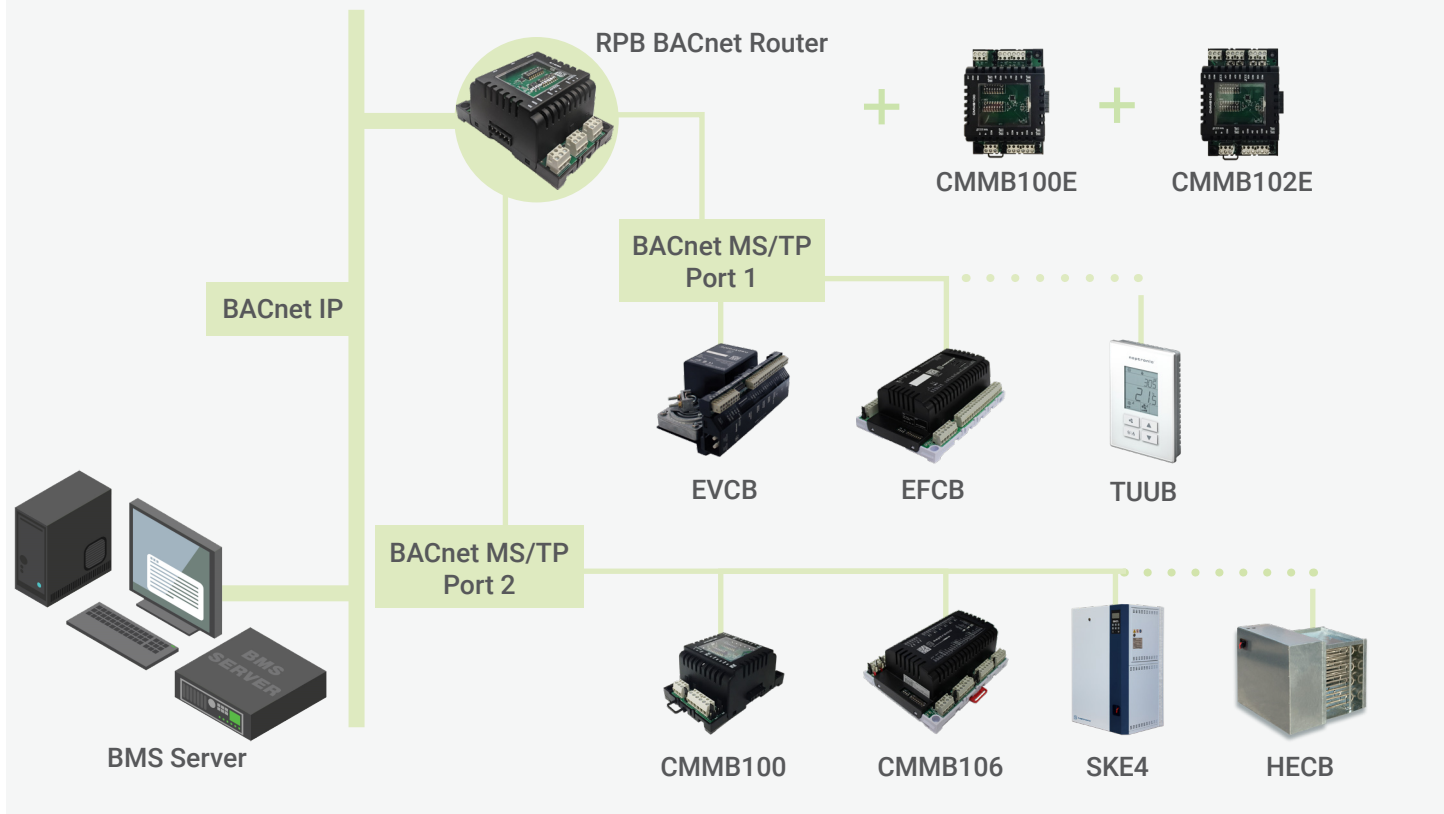 RPB BACnet Router
CMMB100E
CMMB102E
BACnet MS/TP
Port 1
BACnet IP
EVCB
EFCB
TUUB
BACnet MS/TP
Port 2
BMS
SERVER
BMS Server
CMMB100
CMMB106
SKE4
HECB